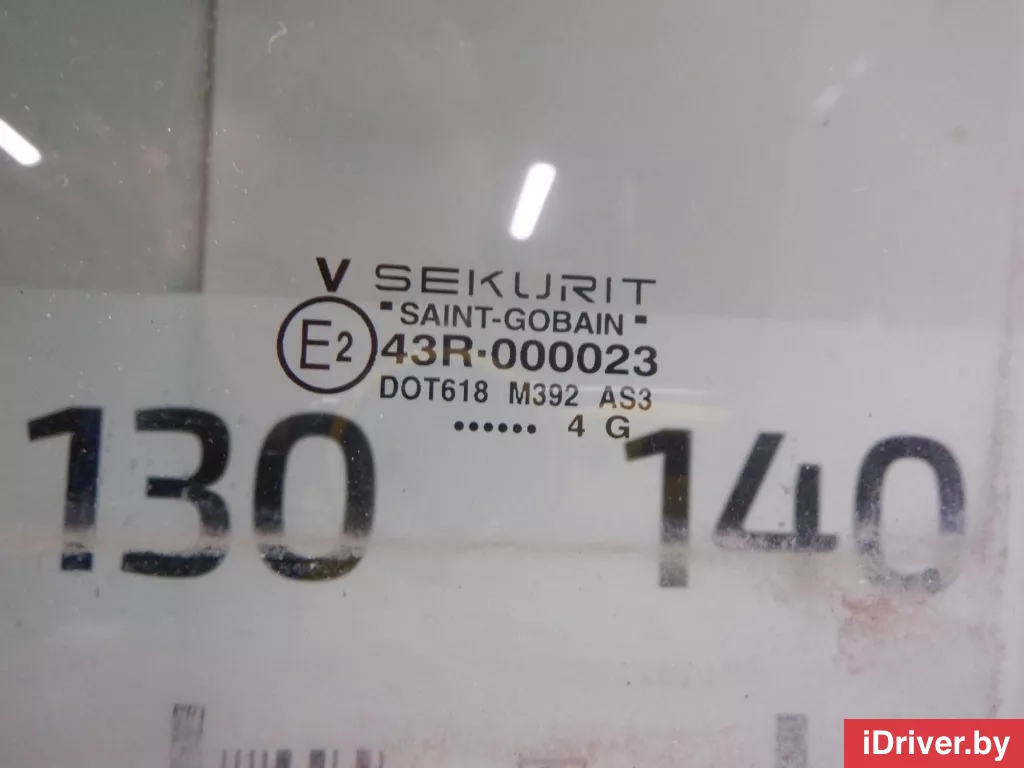 V SEKURIT
"SAINT-GOBAIN"
E2 43R·000023
DOT618 M392 AS3
...... 4 G
130 140
iDriver.by